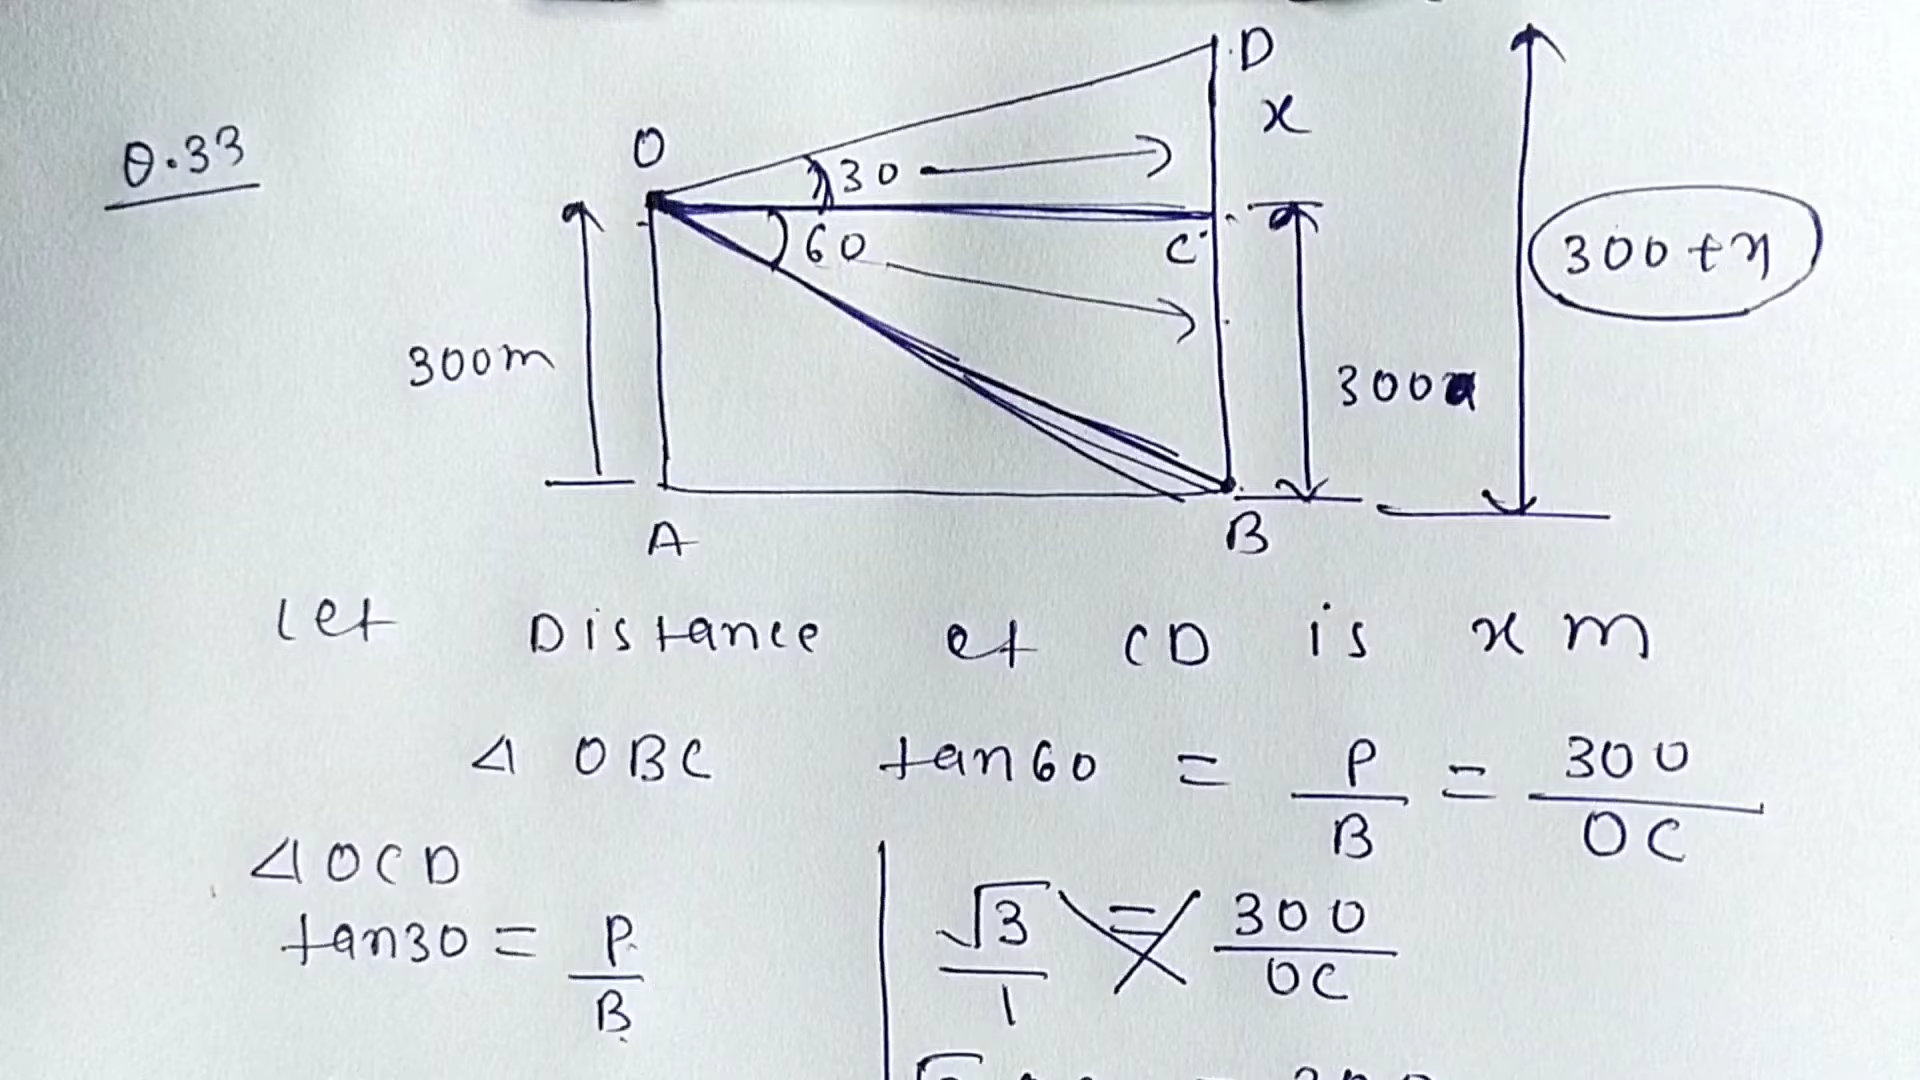 Q.33
O
D
x
30
60
C
300m
300
300+x
A
B
Let Distance of CD is x m
△ OBC tan60 = P/B = 300/OC
△OCD
tan30 = P/B
√3/1 = 300/OC